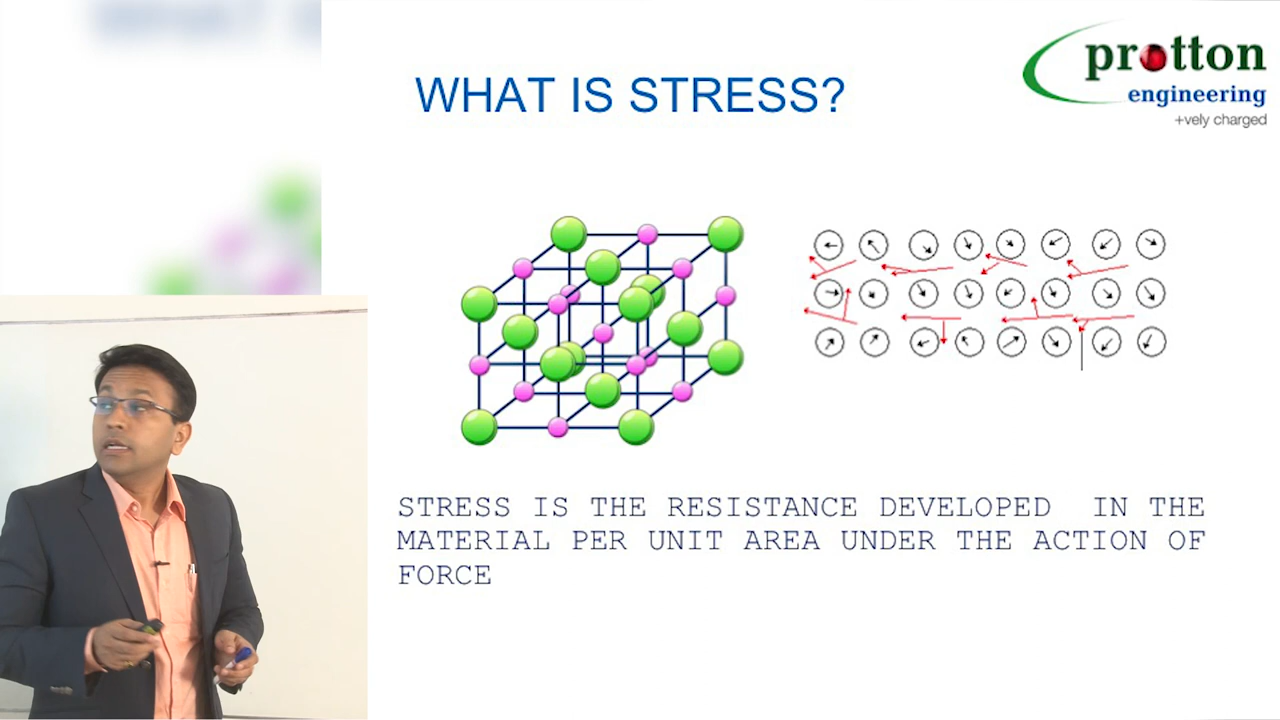 WHAT IS STRESS?
protton
engineering
+vely charged
STRESS IS THE RESISTANCE DEVELOPED  IN THE
MATERIAL PER UNIT AREA UNDER THE ACTION OF
FORCE